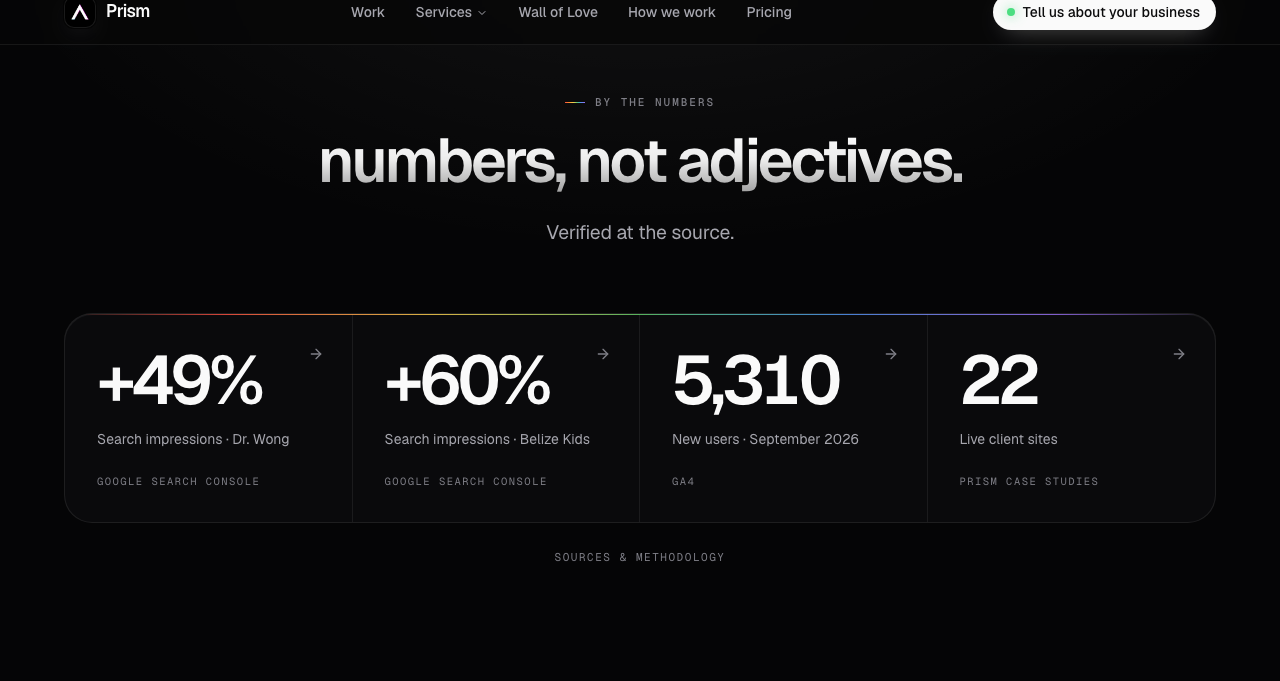 Prism
Work
Services
Wall of Love
How we work
Pricing
Tell us about your business
BY THE NUMBERS
numbers, not adjectives.
Verified at the source.
+49%
Search impressions · Dr. Wong
GOOGLE SEARCH CONSOLE
+60%
Search impressions · Belize Kids
GOOGLE SEARCH CONSOLE
5,310
New users · September 2026
GA4
22
Live client sites
PRISM CASE STUDIES
SOURCES & METHODOLOGY